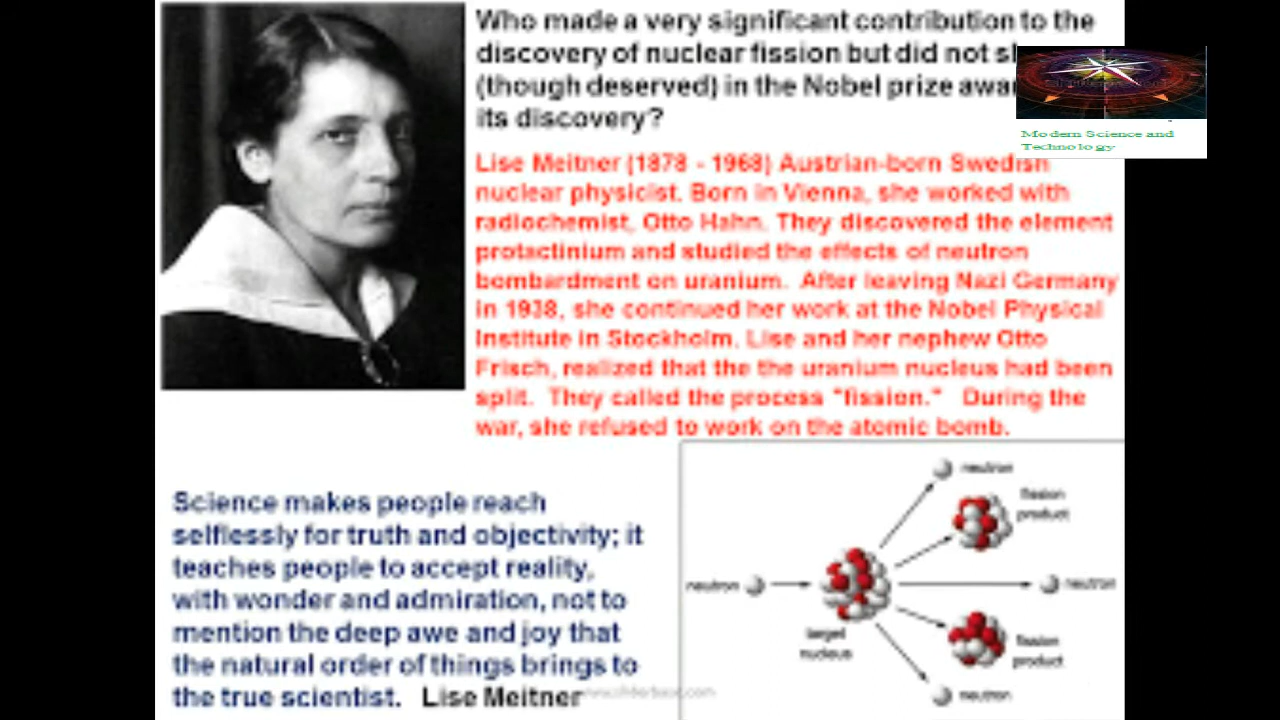 Who made a very significant contribution to the
discovery of nuclear fission but did not
(though deserved) in the Nobel prize
its discovery?
Modern Science and
Technology
Lise Meitner (1878 - 1968) Austrian-born Swedish
nuclear physicist. Born in Vienna, she worked with
radiochemist, Otto Hahn. They discovered the element
protactinium and studied the effects of neutron
bombardment on uranium. After leaving Nazi Germany
in 1938, she continued her work at the Nobel Physical
Institute in Stockholm. Lise and her nephew Otto
Frisch, realized that the the uranium nucleus had been
split. They called the process "fission." During the
war, she refused to work on the atomic bomb.
Science makes people reach
selflessly for truth and objectivity; it
teaches people to accept reality,
with wonder and admiration, not to
mention the deep awe and joy that
the natural order of things brings to
the true scientist. Lise Meitner
neutron
fission
product
neutron
neutron
target
nucleus
fission
product
neutron